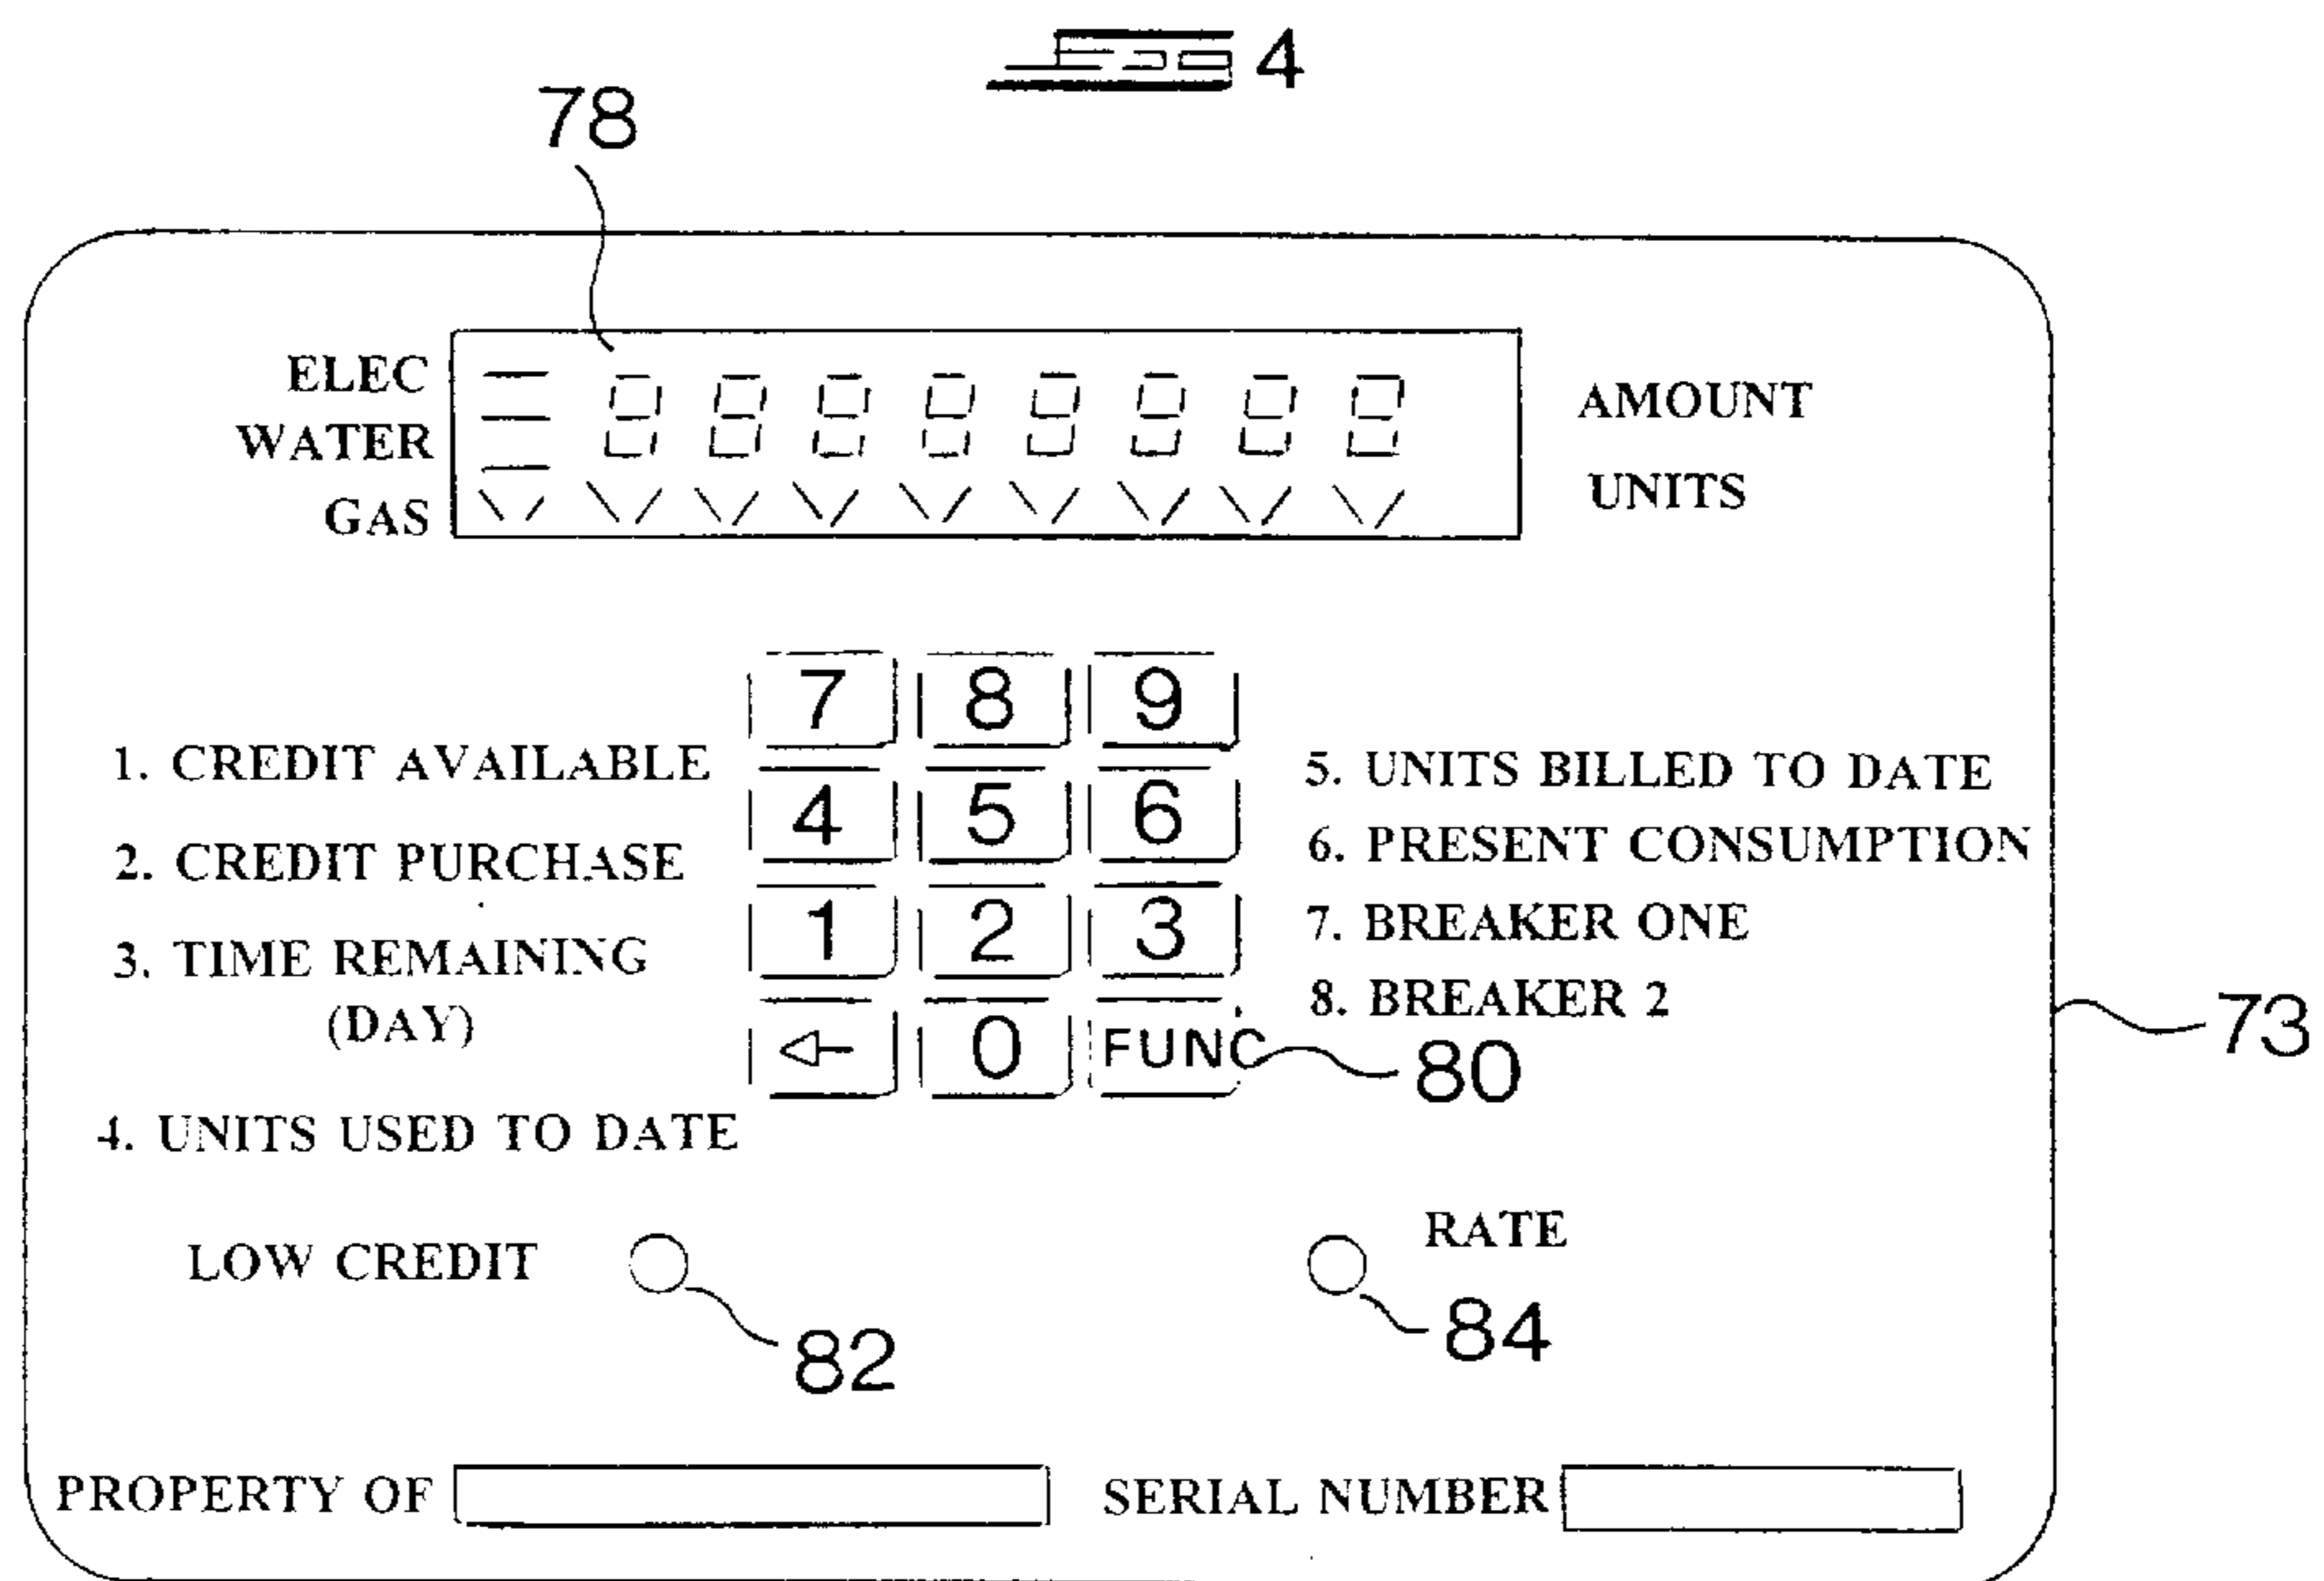 Fig 4
78
ELEC
WATER
GAS
AMOUNT
UNITS
7 8 9
4 5 6
1 2 3
0 FUNC
1. CREDIT AVAILABLE
2. CREDIT PURCHASE
3. TIME REMAINING
(DAY)
4. UNITS USED TO DATE
5. UNITS BILLED TO DATE
6. PRESENT CONSUMPTION
7. BREAKER ONE
8. BREAKER 2
73
80
LOW CREDIT
82
RATE
84
PROPERTY OF
SERIAL NUMBER